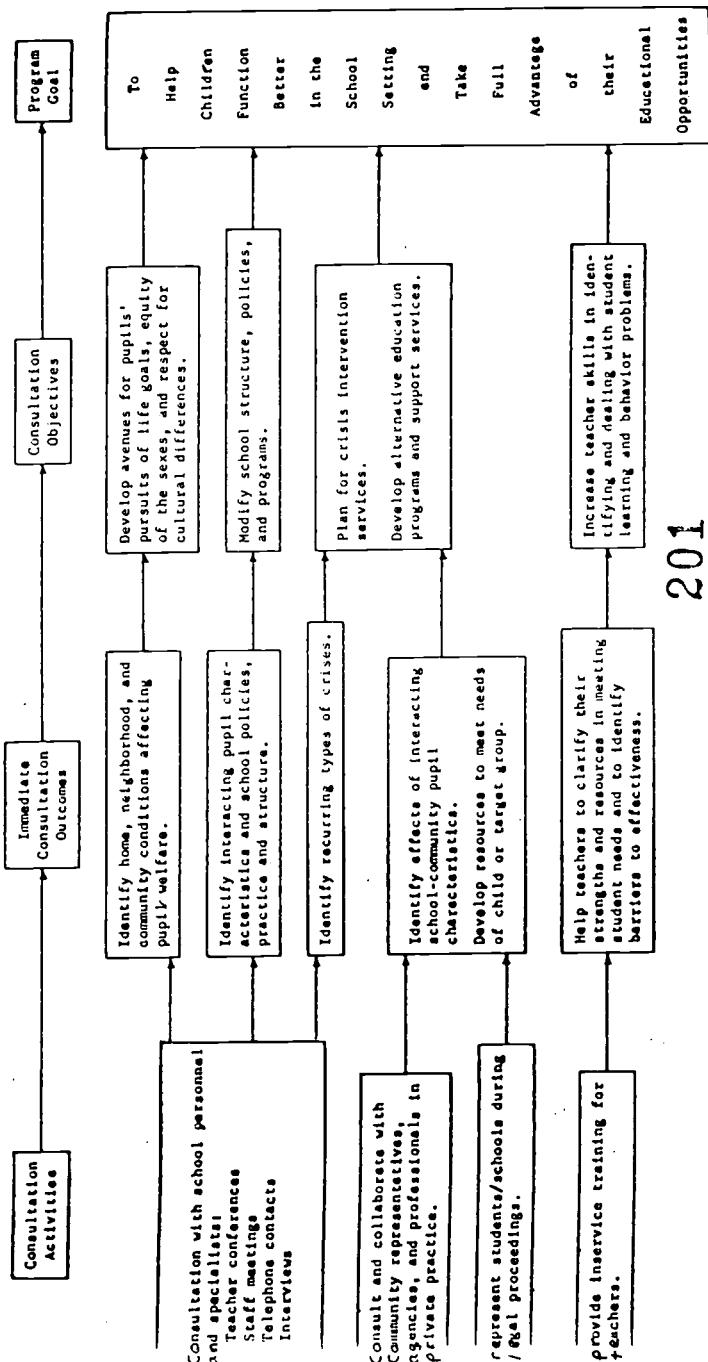 Consultation
Activities
Immediate
Consultation
Outcomes
Consultation
Objectives
Program
Goal
Consultation with school personnel
and specialists:
Teacher conferences
Staff meetings
Telephone contacts
Interviews
Consult and collaborate with
Community representatives,
agencies, and professionals in
private practice.
represent students/schools during
legal proceedings.
provide inservice training for
teachers.
Identify home, neighborhood, and
community conditions affecting
pupil welfare.
Identify interacting pupil char-
acteristics and school policies,
practice and structure.
Identify recurring types of crises.
Identify effects of interacting
school-community pupil
characteristics.
Develop resources to meet needs
of child or target group.
Help teachers to clarify their
strengths and resources in meeting
student needs and to identify
barriers to effectiveness.
Develop avenues for pupils'
pursuits of life goals, equity
of the sexes, and respect for
cultural differences.
Modify school structure, policies,
and programs.
Plan for crisis intervention
services.
Develop alternative education
programs and support services.
Increase teacher skills in iden-
tifying and dealing with student
learning and behavior problems.
To
Help
Children
Function
Better
in the
School
Setting
and
Take
Full
Advantage
of
their
Educational
Opportunities
201